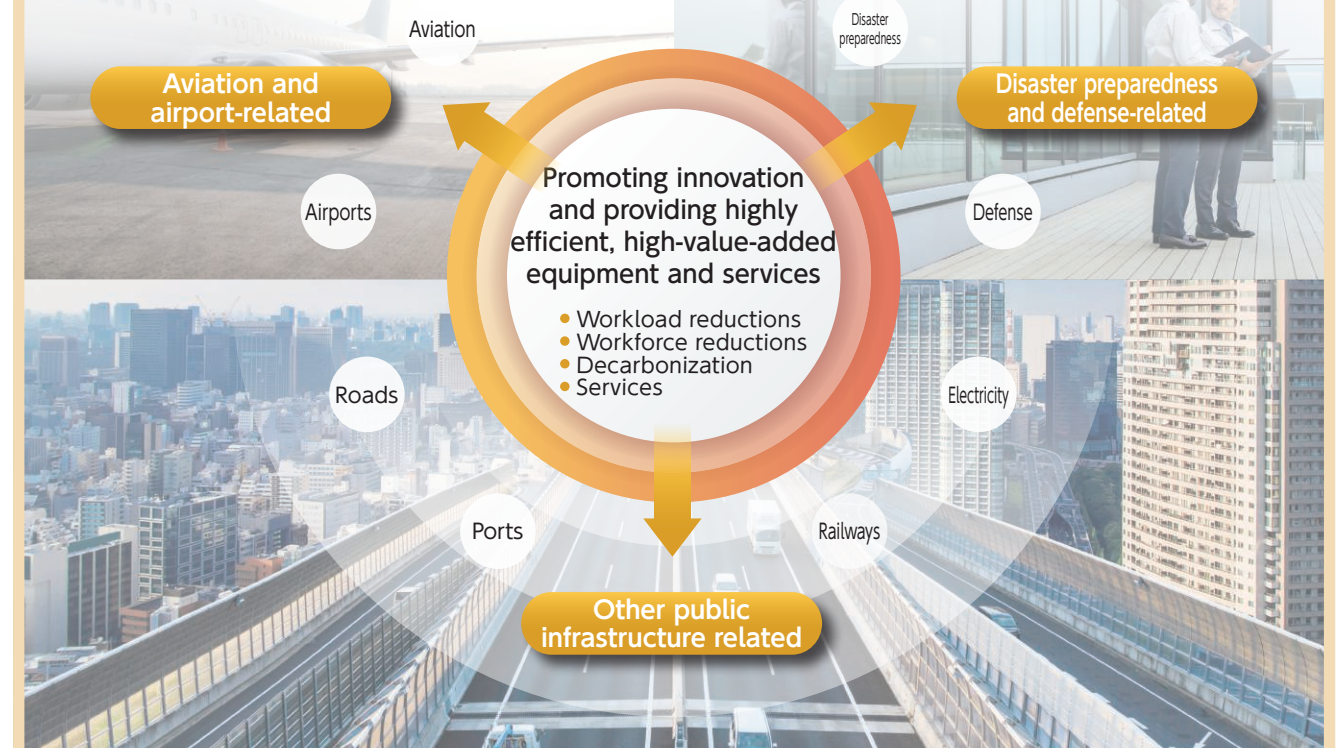 Aviation
Disaster
preparedness
Aviation and
airport-related
Disaster preparedness
and defense-related
Promoting innovation
and providing highly
efficient, high-value-added
equipment and services
Airports
Defense
• Workload reductions
• Workforce reductions
• Decarbonization
• Services
Roads
Electricity
Ports
Railways
Other public
infrastructure related